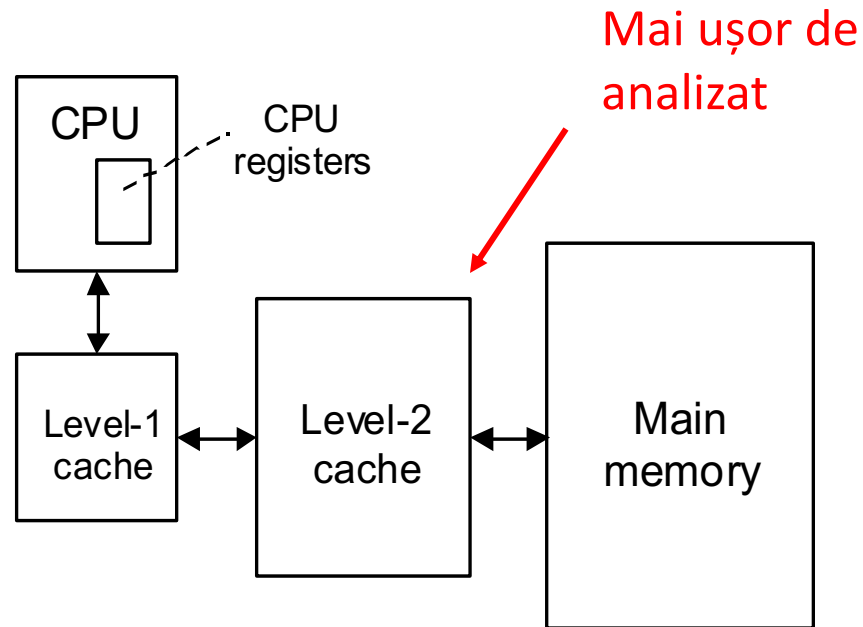 Mai ușor de
analizat
CPU
CPU
registers
Level-1
cache
Level-2
cache
Main
memory